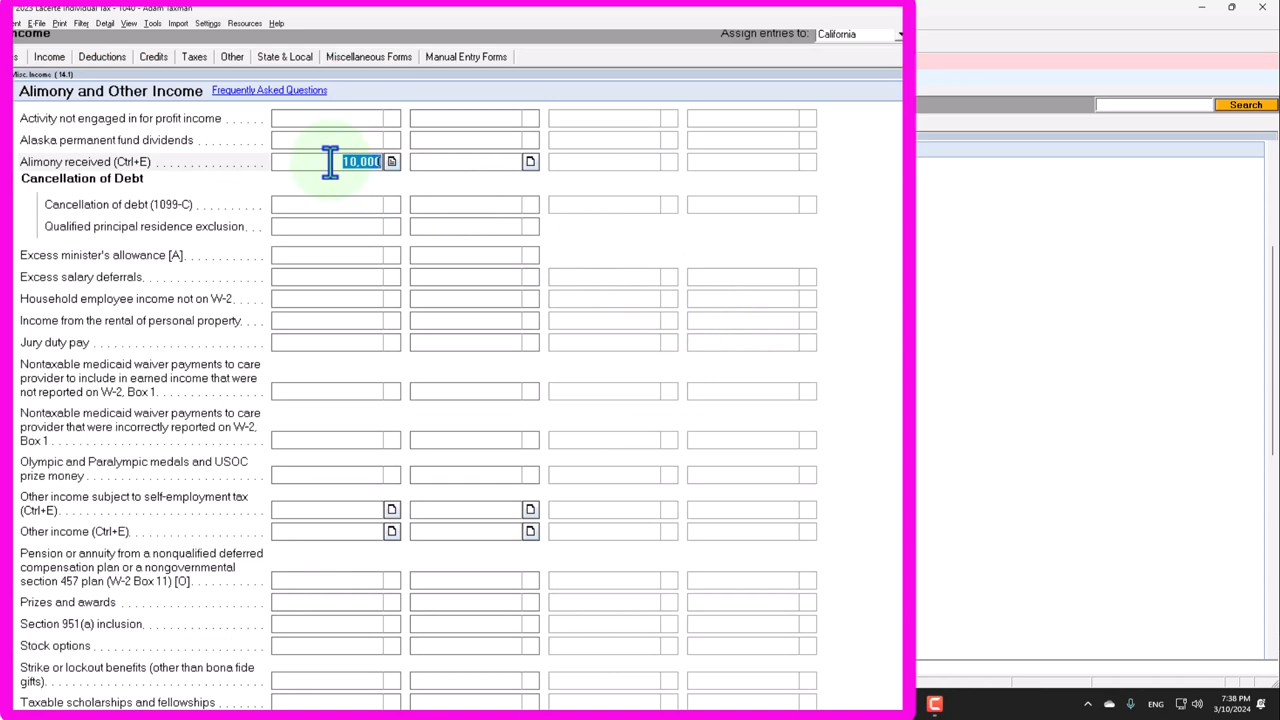 2023 Lacerte Individual Tax - 1040 - Adam Taxman
ent E-File Print Filter Detail View Tools Import Settings Resources Help
Income Assign entries to: California
s Income Deductions Credits Taxes Other State & Local Miscellaneous Forms Manual Entry Forms Search
Misc. Income (14.1)
Alimony and Other Income Frequently Asked Questions
Activity not engaged in for profit income . . . . . .
Alaska permanent fund dividends . . . . . . . . . . .
Alimony received (Ctrl+E) . . . . . . . . . . . . . . . . . 10,000
Cancellation of Debt
Cancellation of debt (1099-C) . . . . . . . . . .
Qualified principal residence exclusion. . .
Excess minister's allowance [A]. . . . . . . . . . . .
Excess salary deferrals. . . . . . . . . . . . . . . . . . .
Household employee income not on W-2. . . . .
Income from the rental of personal property. . . .
Jury duty pay . . . . . . . . . . . . . . . . . . . . . . . . . . .
Nontaxable medicaid waiver payments to care
provider to include in earned income that were
not reported on W-2, Box 1. . . . . . . . . . . . . . . .
Nontaxable medicaid waiver payments to care
provider that were incorrectly reported on W-2,
Box 1 . . . . . . . . . . . . . . . . . . . . . . . . . . . . . . . . .
Olympic and Paralympic medals and USOC
prize money . . . . . . . . . . . . . . . . . . . . . . . . . . . .
Other income subject to self-employment tax
(Ctrl+E). . . . . . . . . . . . . . . . . . . . . . . . . . . . . . . .
Other income (Ctrl+E). . . . . . . . . . . . . . . . . . . . .
Pension or annuity from a nonqualified deferred
compensation plan or a nongovernmental
section 457 plan (W-2 Box 11) [O]. . . . . . . . . . .
Prizes and awards . . . . . . . . . . . . . . . . . . . . . . .
Section 951(a) inclusion. . . . . . . . . . . . . . . . . . .
Stock options . . . . . . . . . . . . . . . . . . . . . . . . . . .
Strike or lockout benefits (other than bona fide
gifts). . . . . . . . . . . . . . . . . . . . . . . . . . . . . . . . . . .
Taxable scholarships and fellowships . . . . . . . .
ENG 7:38 PM
3/10/2024